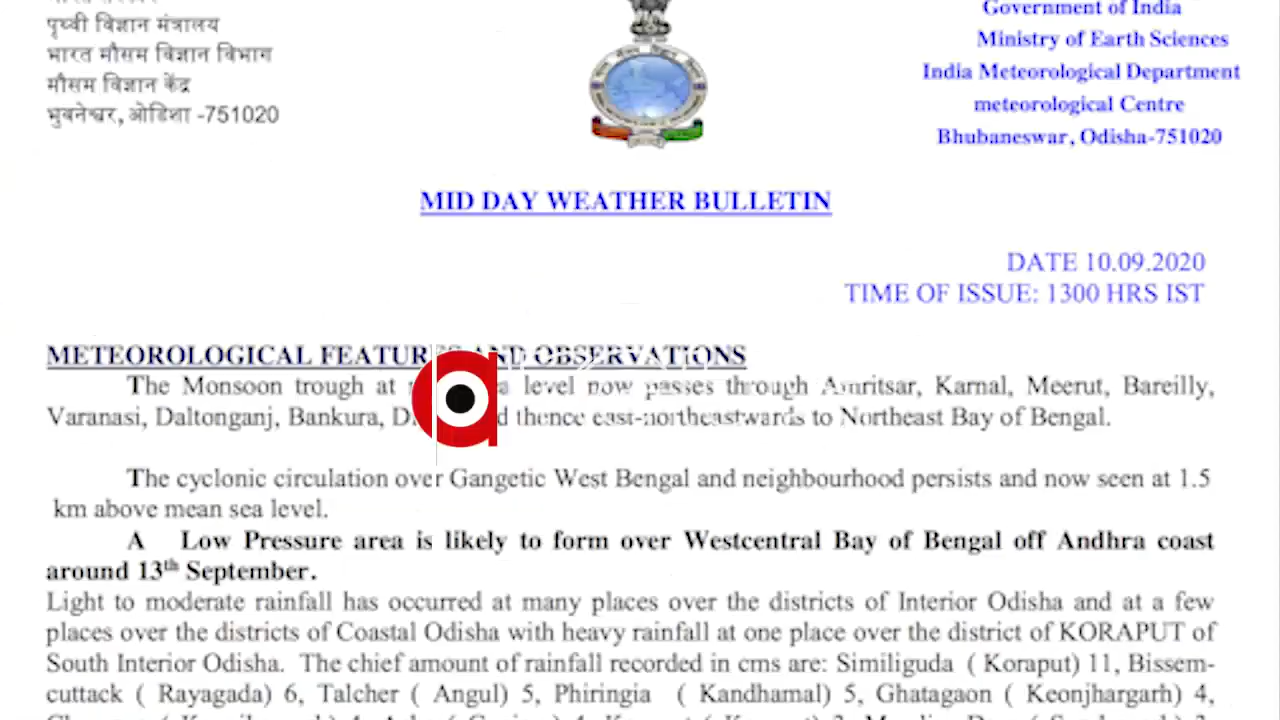 पृथ्वी विज्ञान मंत्रालय
भारत मौसम विज्ञान विभाग
मौसम विज्ञान केंद्र
भुवनेश्वर, ओडिशा -751020
Government of India
Ministry of Earth Sciences
India Meteorological Department
meteorological Centre
Bhubaneswar, Odisha-751020
MID DAY WEATHER BULLETIN
DATE 10.09.2020
TIME OF ISSUE: 1300 HRS IST
METEOROLOGICAL FEATURES AND OBSERVATIONS
The Monsoon trough at level now passes through Amritsar, Karnal, Meerut, Bareilly,
Varanasi, Daltonganj, Bankura, thence east-northeastwards to Northeast Bay of Bengal.
The cyclonic circulation over Gangetic West Bengal and neighbourhood persists and now seen at 1.5
km above mean sea level.
A Low Pressure area is likely to form over Westcentral Bay of Bengal off Andhra coast
around 13th September.
Light to moderate rainfall has occurred at many places over the districts of Interior Odisha and at a few
places over the districts of Coastal Odisha with heavy rainfall at one place over the district of KORAPUT of
South Interior Odisha. The chief amount of rainfall recorded in cms are: Similiguda ( Koraput) 11, Bissem-
cuttack ( Rayagada) 6, Talcher ( Angul) 5, Phiringia ( Kandhamal) 5, Ghatagaon ( Keonjhargarh) 4,